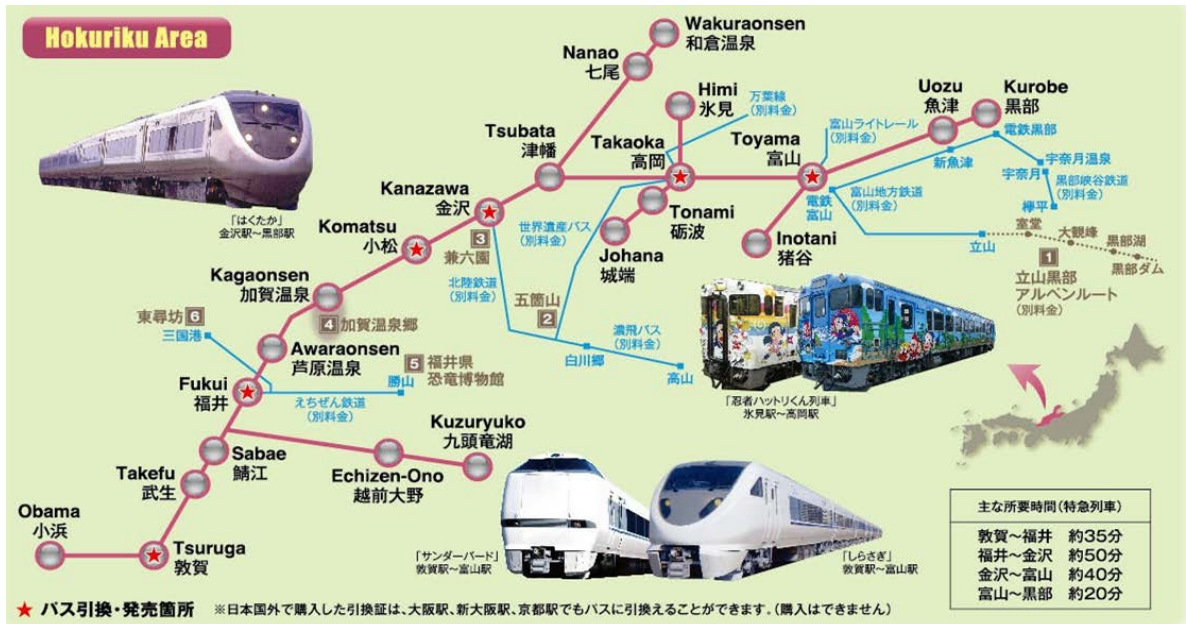 Hokuriku Area
Wakuraonsen
和倉温泉
Nanao
七尾
Himi
氷見
万葉線
(別料金)
Uozu
魚津
Kurobe
黒部
Tsubata
津幡
Takaoka
高岡
Toyama
富山
富山ライトレール
(別料金)
電鉄黒部
新魚津
宇奈月温泉
宇奈月
黒部峡谷鉄道
(別料金)
欅平
Kanazawa
金沢
世界遺産バス
(別料金)
Tonami
砺波
Johana
城端
電鉄
富山
富山地方鉄道
(別料金)
Inotani
猪谷
立山
室堂
大観峰
黒部湖
黒部ダム
1
立山黒部
アルペンルート
(別料金)
「はくたか」
金沢駅~黒部駅
Komatsu
小松
3
兼六園
北陸鉄道
(別料金)
Kagaonsen
加賀温泉
4 加賀温泉郷
五箇山
2
濃飛バス
(別料金)
白川郷
高山
東尋坊 6
三国港
Awaraonsen
芦原温泉
5 福井県
恐竜博物館
勝山
Fukui
福井
えちぜん鉄道
(別料金)
「忍者ハットリくん列車」
氷見駅~高岡駅
Kuzuryuko
九頭竜湖
Sabae
鯖江
Echizen-Ono
越前大野
Takefu
武生
Obama
小浜
Tsuruga
敦賀
「サンダーバード」
敦賀駅~富山駅
「しらさぎ」
敦賀駅~富山駅
主な所要時間(特急列車)
敦賀~福井 約35分
福井~金沢 約50分
金沢~富山 約40分
富山~黒部 約20分
★ パス引換・発売箇所 ※日本国外で購入した引換証は、大阪駅、新大阪駅、京都駅でもパスに引換えることができます。(購入はできません)